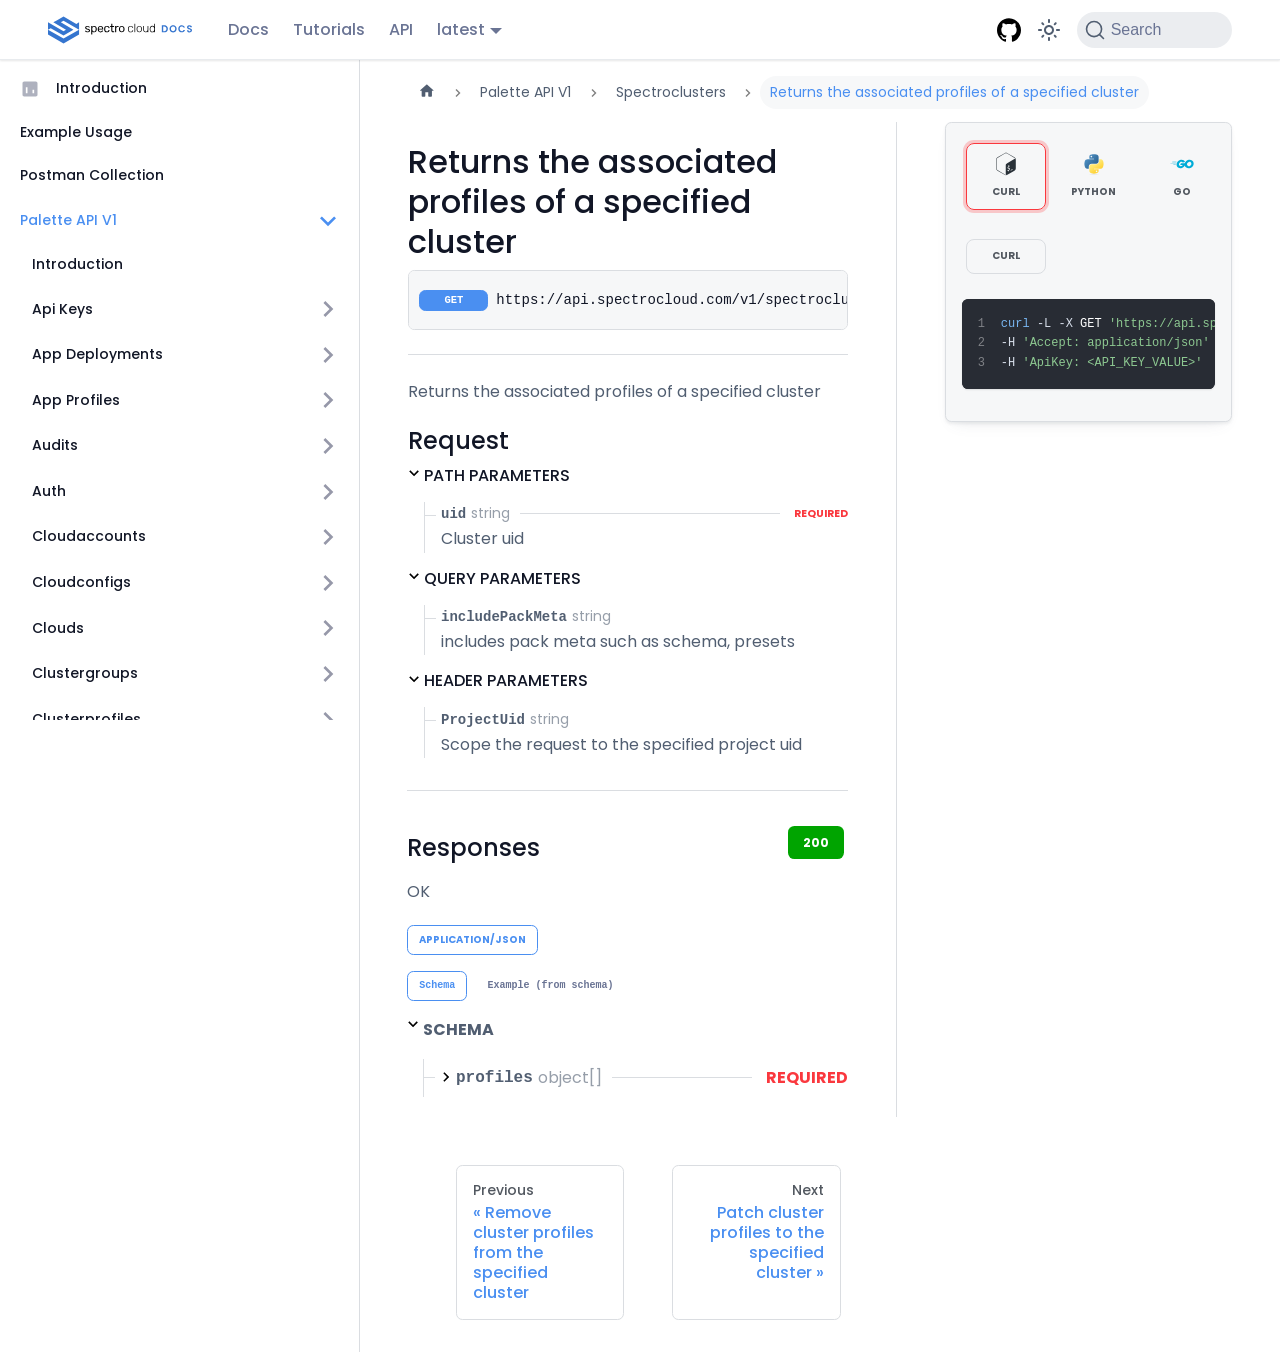 spectro cloud DOCS
Docs
Tutorials
API
latest
Search
Introduction
Example Usage
Postman Collection
Palette API V1
Introduction
Api Keys
App Deployments
App Profiles
Audits
Auth
Cloudaccounts
Cloudconfigs
Clouds
Clustergroups
Clusterprofiles
Palette API V1
Spectroclusters
Returns the associated profiles of a specified cluster
Returns the associated
profiles of a specified
cluster
GET https://api.spectrocloud.com/v1/spectroclu
Returns the associated profiles of a specified cluster
Request
PATH PARAMETERS
uid string REQUIRED
Cluster uid
QUERY PARAMETERS
includePackMeta string
includes pack meta such as schema, presets
HEADER PARAMETERS
ProjectUid string
Scope the request to the specified project uid
Responses
200
OK
APPLICATION/JSON
Schema
Example (from schema)
SCHEMA
profiles object[] REQUIRED
Previous
« Remove
cluster profiles
from the
specified
cluster
Next
Patch cluster
profiles to the
specified
cluster »
CURL
PYTHON
GO
CURL
1 curl -L -X GET 'https://api.sp
2 -H 'Accept: application/json'
3 -H 'ApiKey: <API_KEY_VALUE>'